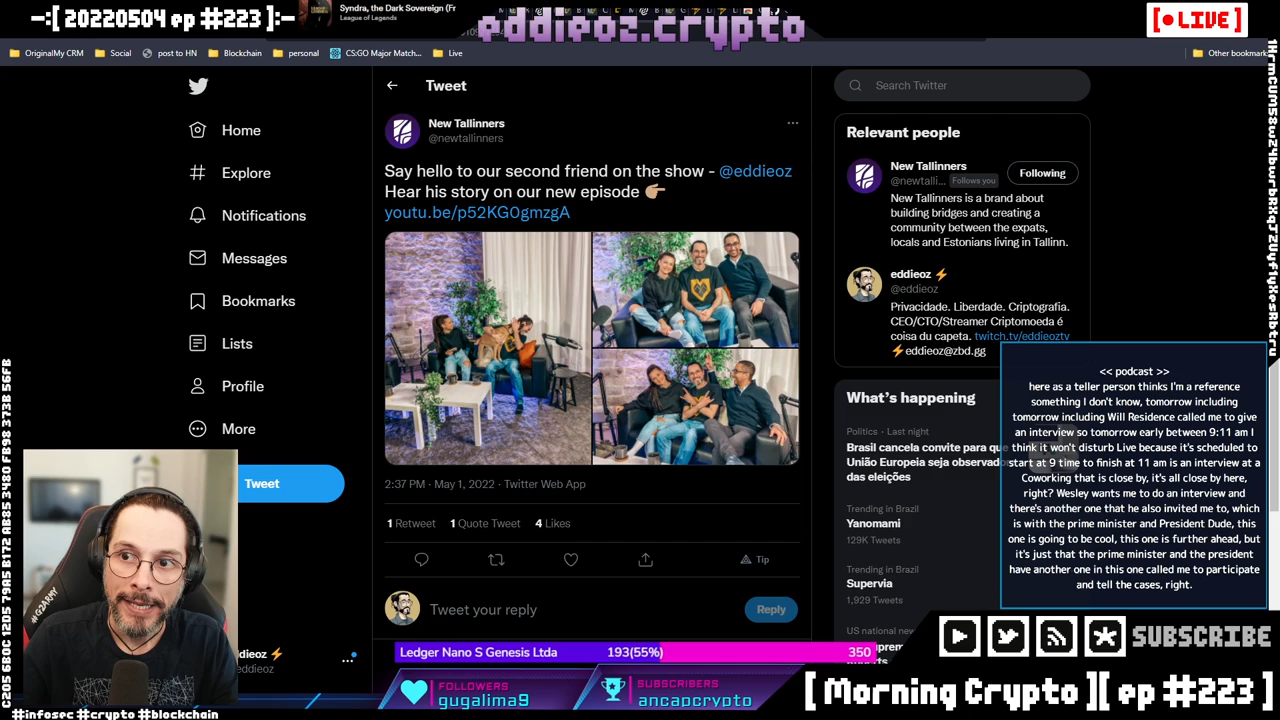 -:[ 20220504 ep #223 ]:-
Syndra, the Dark Sovereign (Fr
League of Legends
eddieoz.crypto
[•LIVE]
OriginalMy CRM
Social
post to HN
Blockchain
personal
CS:GO Major Match...
Live
Other bookmark
Tweet
Search Twitter
Home
Explore
Notifications
Messages
Bookmarks
Lists
Profile
More
Tweet
New Tallinners
@newtallinners
Say hello to our second friend on the show - @eddieoz
Hear his story on our new episode 👉🏼
youtu.be/p52KG0gmzgA
2:37 PM · May 1, 2022 · Twitter Web App
1 Retweet 1 Quote Tweet 4 Likes
Tip
Tweet your reply
Reply
Relevant people
New Tallinners
@newtalli... Follows you
Following
New Tallinners is a brand about
building bridges and creating a
community between the expats,
locals and Estonians living in Tallinn.
eddieoz ⚡
@eddieoz
Privacidade. Liberdade. Criptografia.
CEO/CTO/Streamer Criptomoeda é
coisa du capeta. twitch.tv/eddieoztv
⚡eddieoz@zbd.gg
What's happening
Politics · Last night
Brasil cancela convite para que
União Europeia seja observado
das eleições
Trending in Brazil
Yanomami
129K Tweets
Trending in Brazil
Supervia
1,929 Tweets
US national new
<< podcast >>
here as a teller person thinks I'm a reference
something I don't know, tomorrow including
tomorrow including Will Residence called me to give
an interview so tomorrow early between 9:11 am I
think it won't disturb Live because it's scheduled to
start at 9 time to finish at 11 am is an interview at a
Coworking that is close by, it's all close by here,
right? Wesley wants me to do an interview and
there's another one that he also invited me to, which
is with the prime minister and President Dude, this
one is going to be cool, this one is further ahead, but
it's just that the prime minister and the president
have another one in this one called me to participate
and tell the cases, right.
ddieoz ⚡
eddieoz
Ledger Nano S Genesis Ltda 193(55%) 350
FOLLOWERS
gugalima9
SUBSCRIBERS
ancapcrypto
SUBSCRIBE
[ Morning Crypto ][ ep #223 ]
#infosec #crypto #blockchain